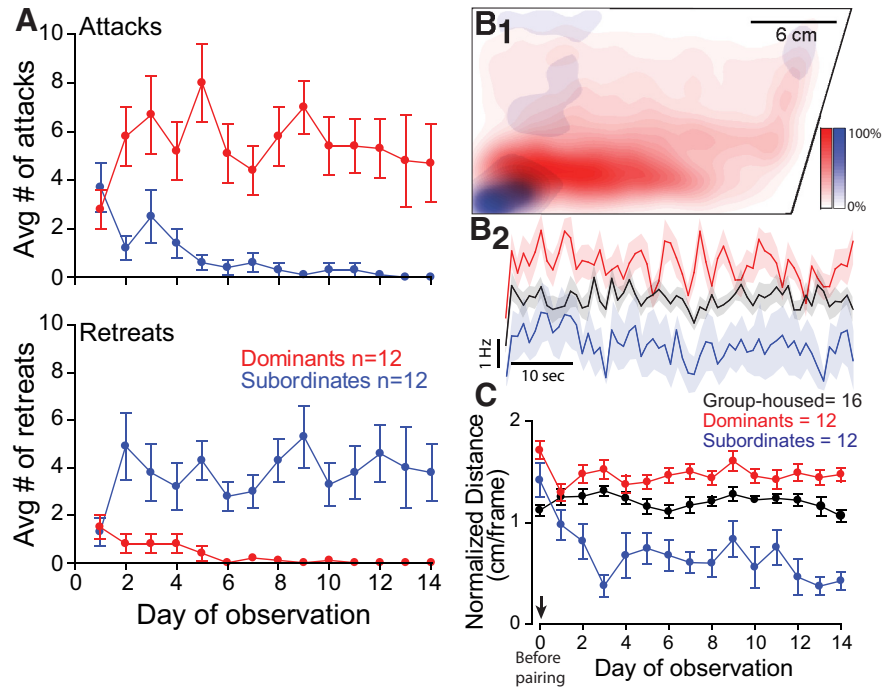 A
Attacks
10
8
6
4
2
0
Avg # of attacks
Retreats
10
8
6
4
2
0
Avg # of retreats
Dominants n=12
Subordinates n=12
0 2 4 6 8 10 12 14
Day of observation
B1
6 cm
100%
0%
B2
1 Hz
10 sec
C
Group-housed= 16
Dominants = 12
Subordinates = 12
2
1
0
Normalized Distance
(cm/frame)
0 2 4 6 8 10 12 14
Before
pairing
Day of observation